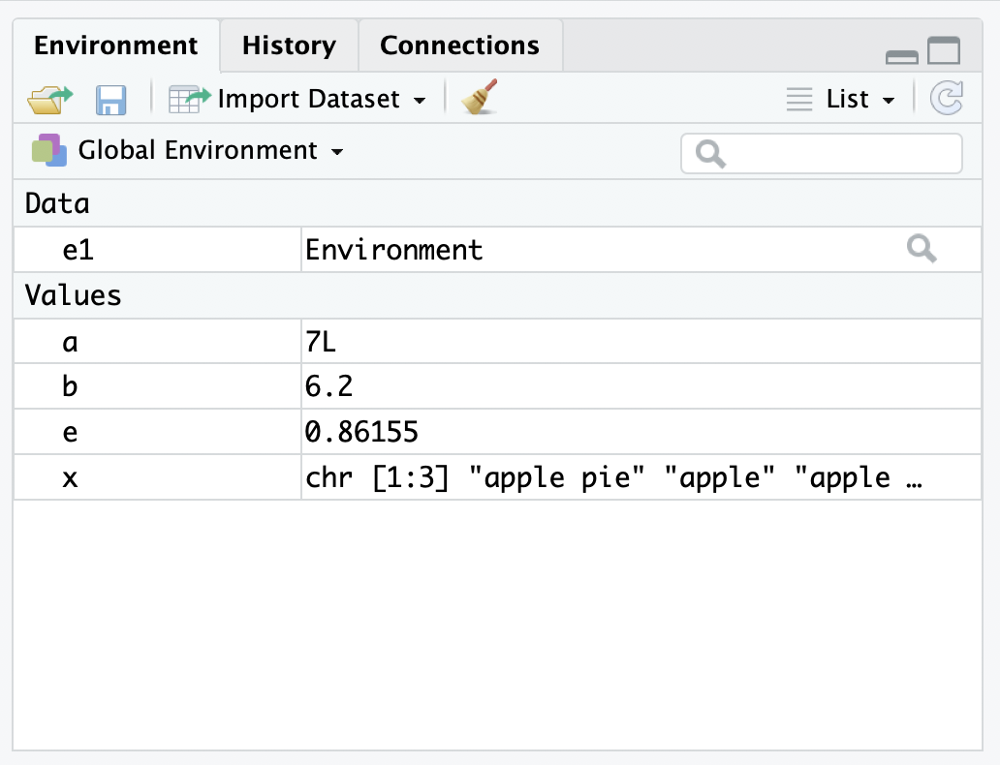 Environment History Connections
Import Dataset List
Global Environment
Data
e1 Environment
Values
a 7L
b 6.2
e 0.86155
x chr [1:3] "apple pie" "apple" "apple …